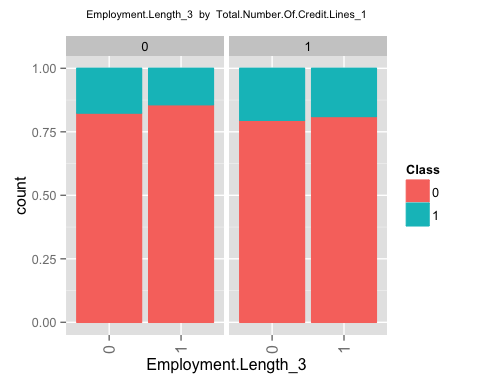 Employment.Length_3 by Total.Number.Of.Credit.Lines_1
0 1
1.00
0.75
0.50
0.25
0.00
count
0 1 0 1
Employment.Length_3
Class
0
1